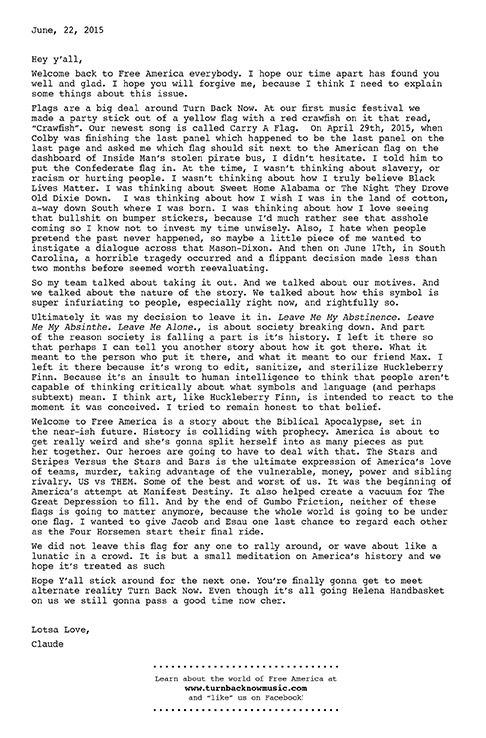 June, 22, 2015
Hey y'all,
Welcome back to Free America everybody. I hope our time apart has found you
well and glad. I hope you will forgive me, because I think I need to explain
some things about this issue.
Flags are a big deal around Turn Back Now. At our first music festival we
made a party stick out of a yellow flag with a red crawfish on it that read,
"Crawfish". Our newest song is called Carry A Flag.  On April 29th, 2015, when
Colby was finishing the last panel which happened to be the last panel on the
last page and asked me which flag should sit next to the American flag on the
dashboard of Inside Man's stolen pirate bus, I didn't hesitate. I told him to
put the Confederate flag in. At the time, I wasn't thinking about slavery, or
racism or hurting people. I wasn't thinking about how I truly believe Black
Lives Matter. I was thinking about Sweet Home Alabama or The Night They Drove
Old Dixie Down.  I was thinking about how I wish I was in the land of cotton,
a-way down South where I was born. I was thinking about how I love seeing
that bullshit on bumper stickers, because I'd much rather see that asshole
coming so I know not to invest my time unwisely. Also, I hate when people
pretend the past never happened, so maybe a little piece of me wanted to
instigate a dialogue across that Mason-Dixon. And then on June 17th, in South
Carolina, a horrible tragedy occurred and a flippant decision made less than
two months before seemed worth reevaluating.
So my team talked about taking it out. And we talked about our motives. And
we talked about the nature of the story. We talked about how this symbol is
super infuriating to people, especially right now, and rightfully so.
Ultimately it was my decision to leave it in. Leave Me My Abstinence. Leave
Me My Absinthe. Leave Me Alone., is about society breaking down. And part
of the reason society is falling a part is it's history. I left it there so
that perhaps I can tell you another story about how it got there. What it
meant to the person who put it there, and what it meant to our friend Max. I
left it there because it's wrong to edit, sanitize, and sterilize Huckleberry
Finn. Because it's an insult to human intelligence to think that people aren't
capable of thinking critically about what symbols and language (and perhaps
subtext) mean. I think art, like Huckleberry Finn, is intended to react to the
moment it was conceived. I tried to remain honest to that belief.
Welcome to Free America is a story about the Biblical Apocalypse, set in
the near-ish future. History is colliding with prophecy. America is about to
get really weird and she's gonna split herself into as many pieces as put
her together. Our heroes are going to have to deal with that. The Stars and
Stripes Versus the Stars and Bars is the ultimate expression of America's love
of teams, murder, taking advantage of the vulnerable, money, power and sibling
rivalry. US vs THEM. Some of the best and worst of us. It was the beginning of
America's attempt at Manifest Destiny. It also helped create a vacuum for The
Great Depression to fill. And by the end of Gumbo Friction, neither of these
flags is going to matter anymore, because the whole world is going to be under
one flag. I wanted to give Jacob and Esau one last chance to regard each other
as the Four Horsemen start their final ride.
We did not leave this flag for any one to rally around, or wave about like a
lunatic in a crowd. It is but a small meditation on America's history and we
hope it's treated as such
Hope Y'all stick around for the next one. You're finally gonna get to meet
alternate reality Turn Back Now. Even though it's all going Helena Handbasket
on us we still gonna pass a good time now cher.
Lotsa Love,
Claude
Learn about the world of Free America at
www.turnbacknowmusic.com
and "like" us on Facebook!